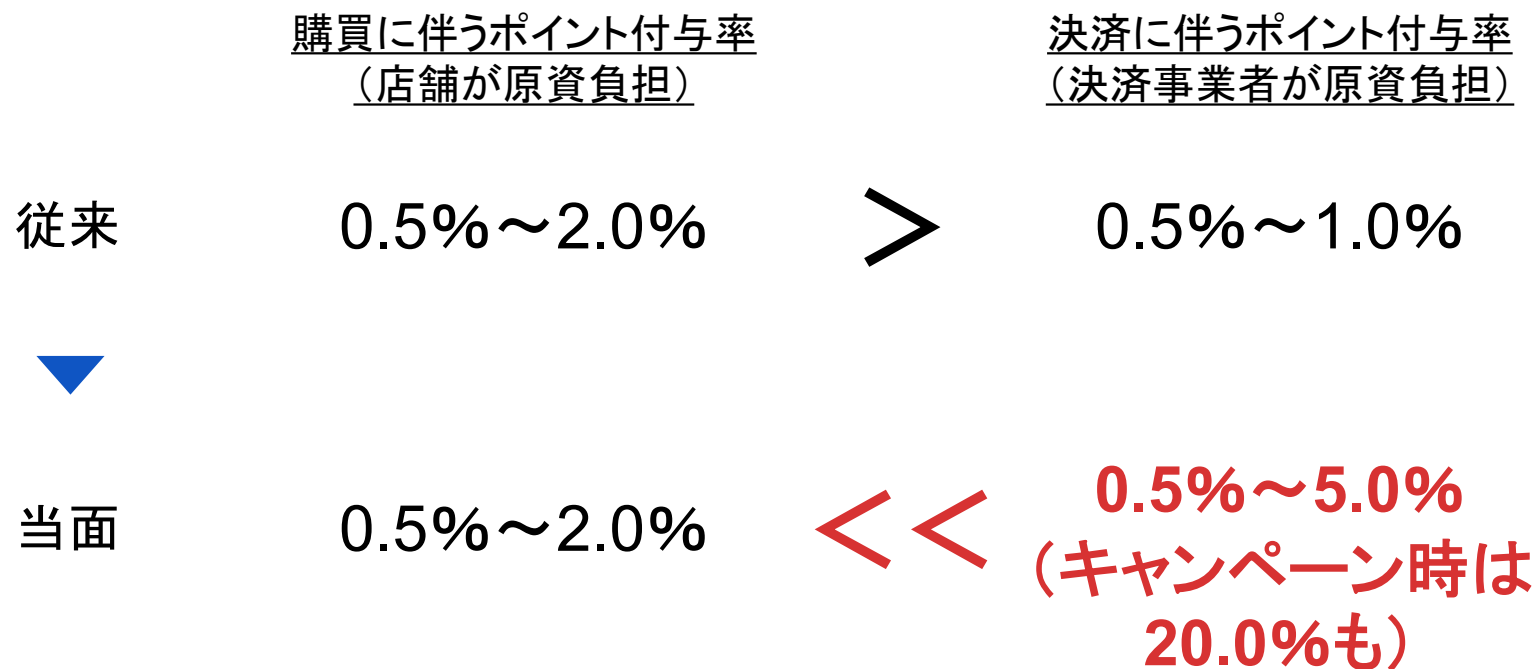 購買に伴うポイント付与率
（店舗が原資負担）
決済に伴うポイント付与率
（決済事業者が原資負担）
従来
0.5%～2.0%
＞
0.5%～1.0%
当面
0.5%～2.0%
＜＜
0.5%～5.0%
（キャンペーン時は
20.0%も）